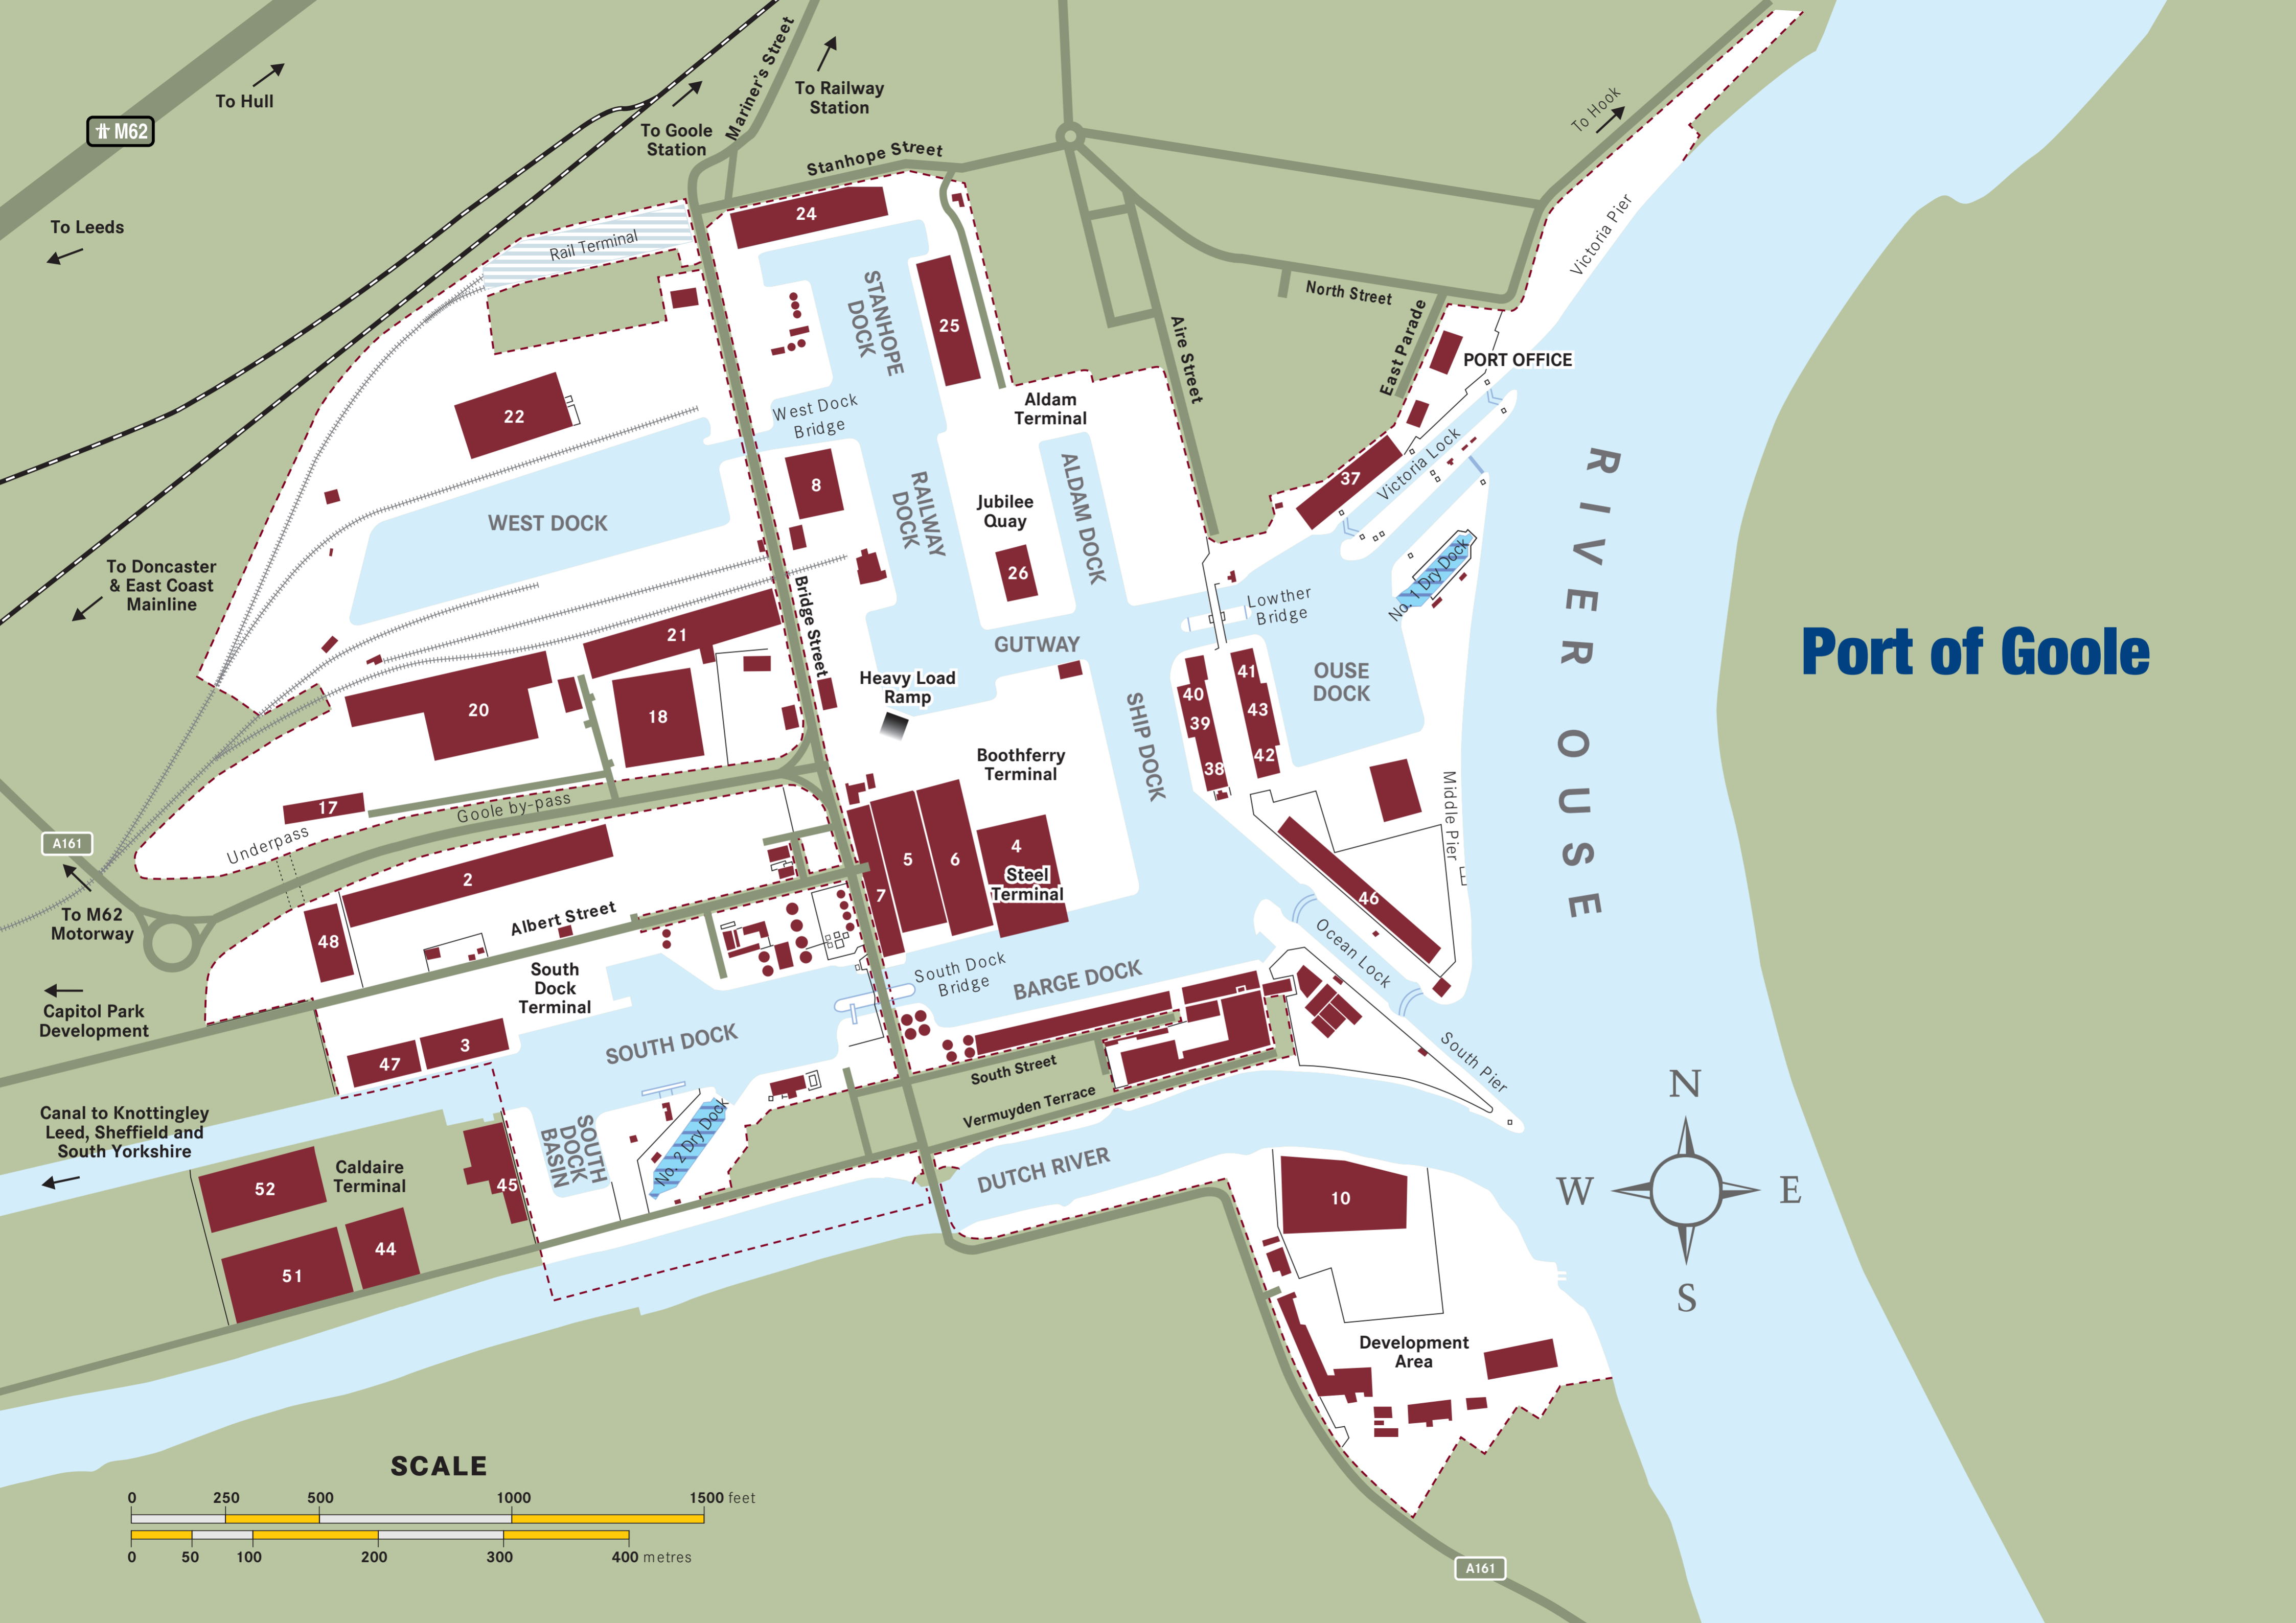 Port of Goole
M62
To Hull
To Leeds
To Goole
Station
Mariner's Street
To Railway
Station
Stanhope Street
To Hook
Victoria Pier
Rail Terminal
24
STANHOPE
DOCK
25
North Street
East Parade
Aire Street
PORT OFFICE
22
West Dock
Bridge
Aldam
Terminal
37
Victoria Lock
WEST DOCK
8
RAILWAY
DOCK
Jubilee
Quay
ALDAM DOCK
26
No. 1 Dry Dock
RIVER OUSE
To Doncaster
& East Coast
Mainline
Bridge Street
21
GUTWAY
Lowther
Bridge
OUSE
DOCK
20
18
Heavy Load
Ramp
SHIP DOCK
40
39
38
41
43
42
Boothferry
Terminal
Middle Pier
17
Goole by-pass
Underpass
A161
2
5
6
4
7
Steel
Terminal
46
To M62
Motorway
48
Albert Street
South
Dock
Terminal
South Dock
Bridge
BARGE DOCK
Ocean Lock
Capitol Park
Development
47
3
SOUTH DOCK
South Street
Vermuyden Terrace
South Pier
Canal to Knottingley
Leed, Sheffield and
South Yorkshire
52
Caldaire
Terminal
45
SOUTH
DOCK
BASIN
No. 2 Dry Dock
DUTCH RIVER
10
51
44
N
W
E
S
Development
Area
SCALE
0 250 500 1000 1500 feet
0 50 100 200 300 400 metres
A161